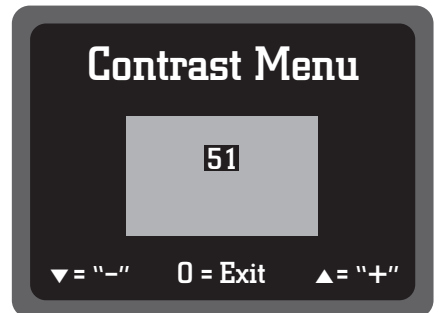 Contrast Menu
51
▼= “–” 0 = Exit ▲= “+”